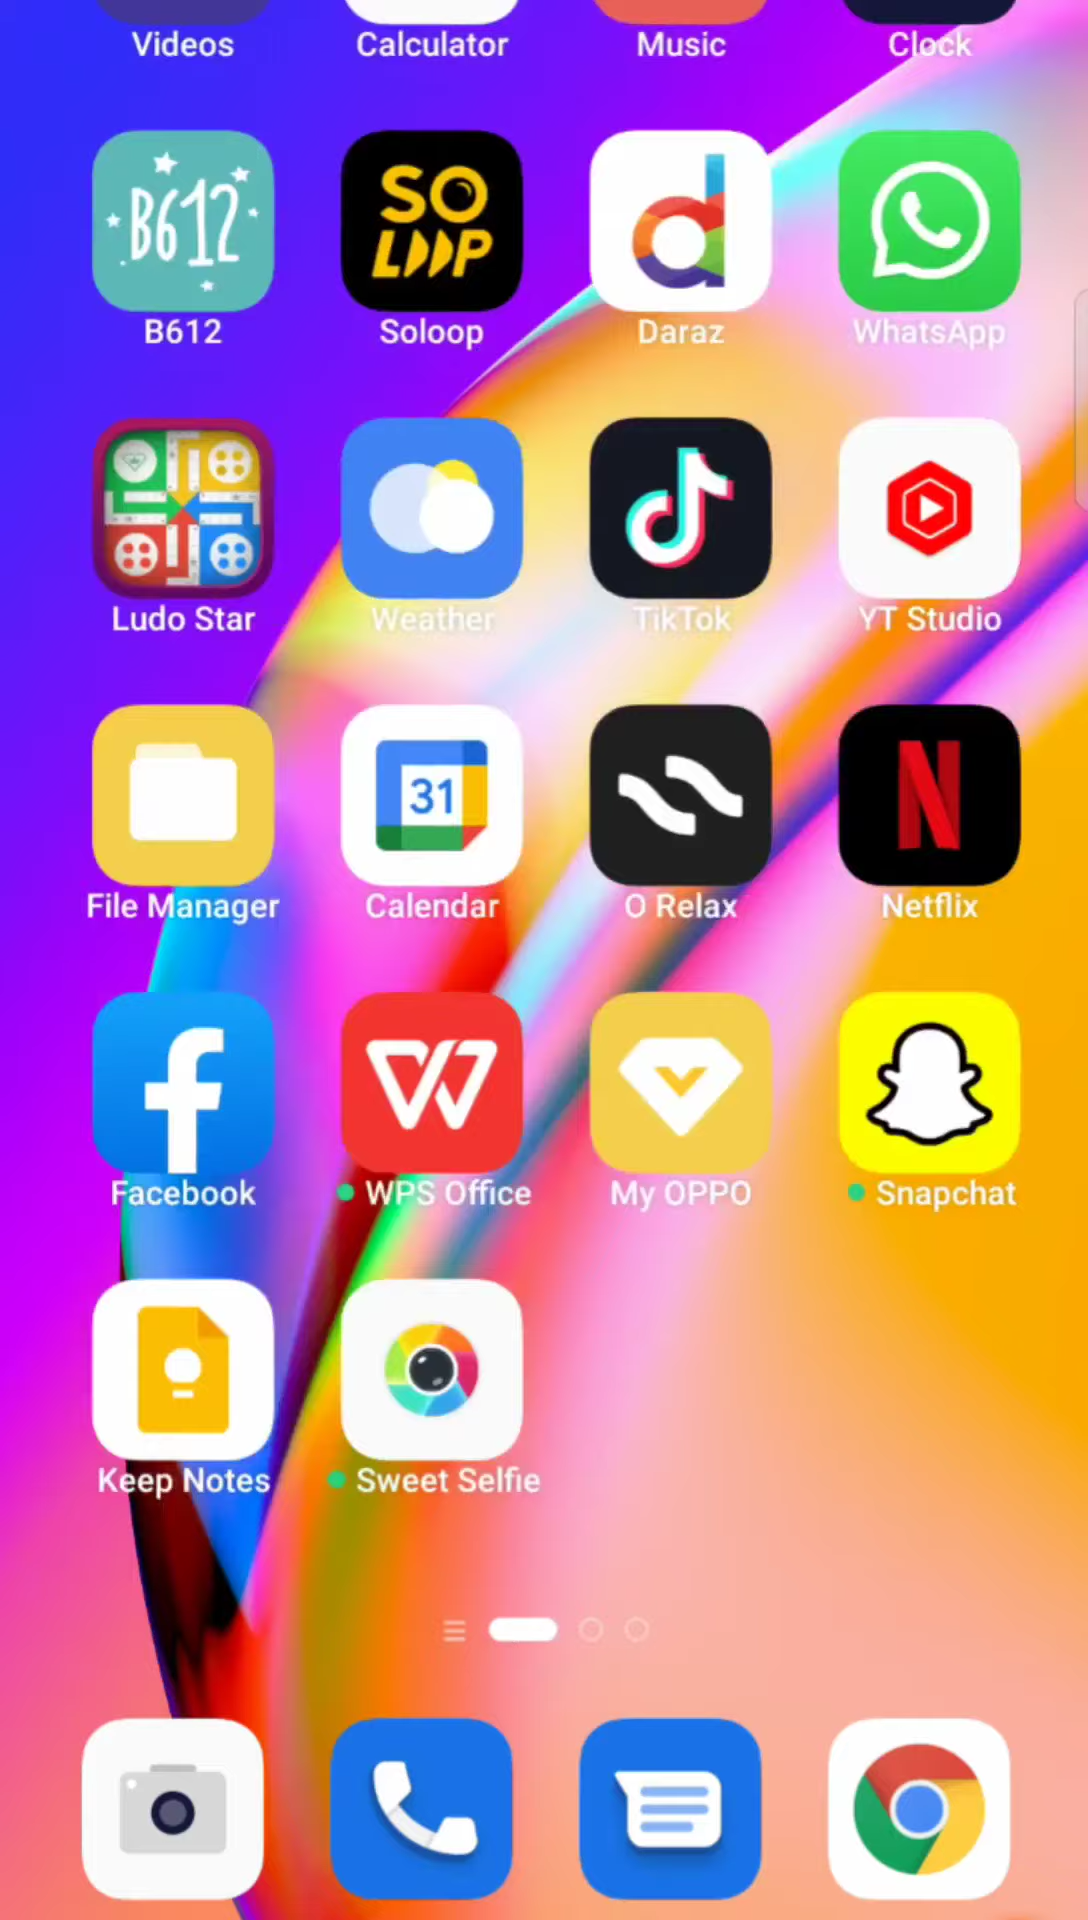 Videos Calculator Music Clock
B612
SO
LOOP
d
B612 Soloop Daraz WhatsApp
Ludo Star Weather TikTok YT Studio
31
N
File Manager Calendar O Relax Netflix
f
W
Facebook WPS Office My OPPO Snapchat
Keep Notes Sweet Selfie